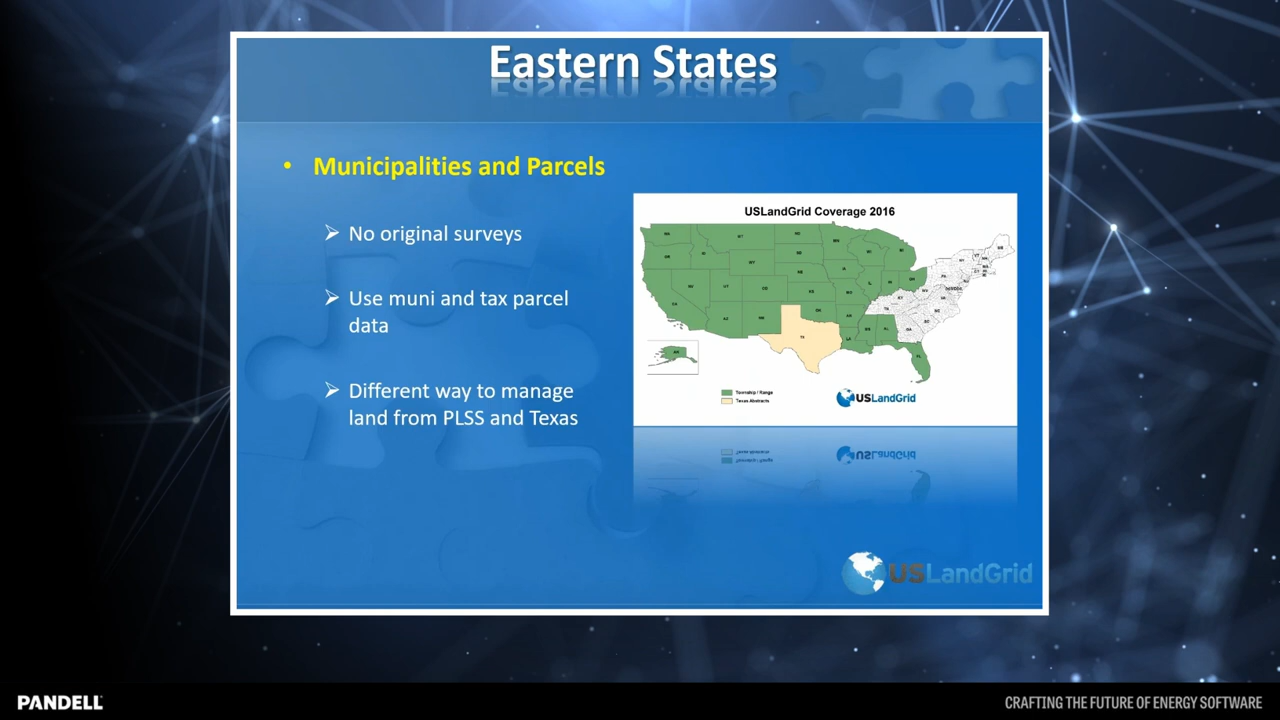 Eastern States
• Municipalities and Parcels
➢ No original surveys
➢ Use muni and tax parcel
data
➢ Different way to manage
land from PLSS and Texas
USLandGrid Coverage 2016
Township / Range
Texas Abstracts
USLandGrid
USLandGrid
PANDELL
CRAFTING THE FUTURE OF ENERGY SOFTWARE